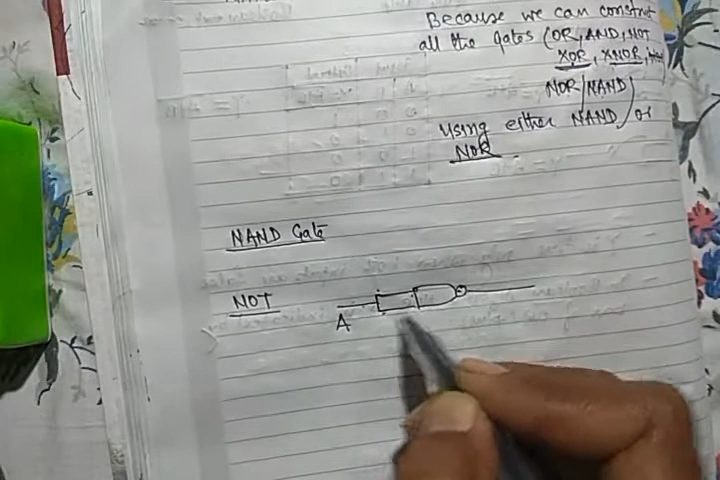 Because we can construct
all the gates (OR, AND, NOT
XOR, XNOR,
NOR/NAND)
using either NAND/or
NOR.
NAND Gate
NOT
A